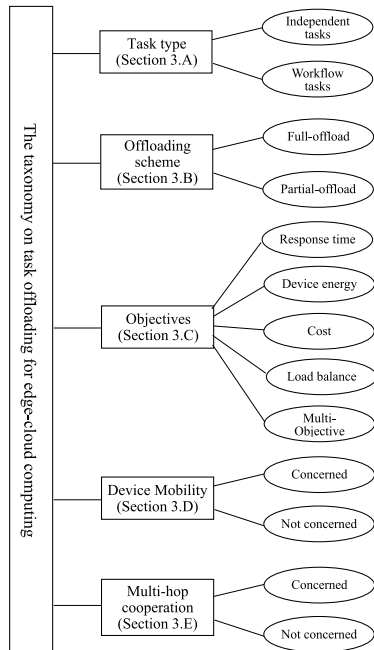 The taxonomy on task offloading for edge-cloud computing
Task type
(Section 3.A)
Independent
tasks
Workflow
tasks
Offloading
scheme
(Section 3.B)
Full-offload
Partial-offload
Objectives
(Section 3.C)
Response time
Device energy
Cost
Load balance
Multi-
Objective
Device Mobility
(Section 3.D)
Concerned
Not concerned
Multi-hop
cooperation
(Section 3.E)
Concerned
Not concerned